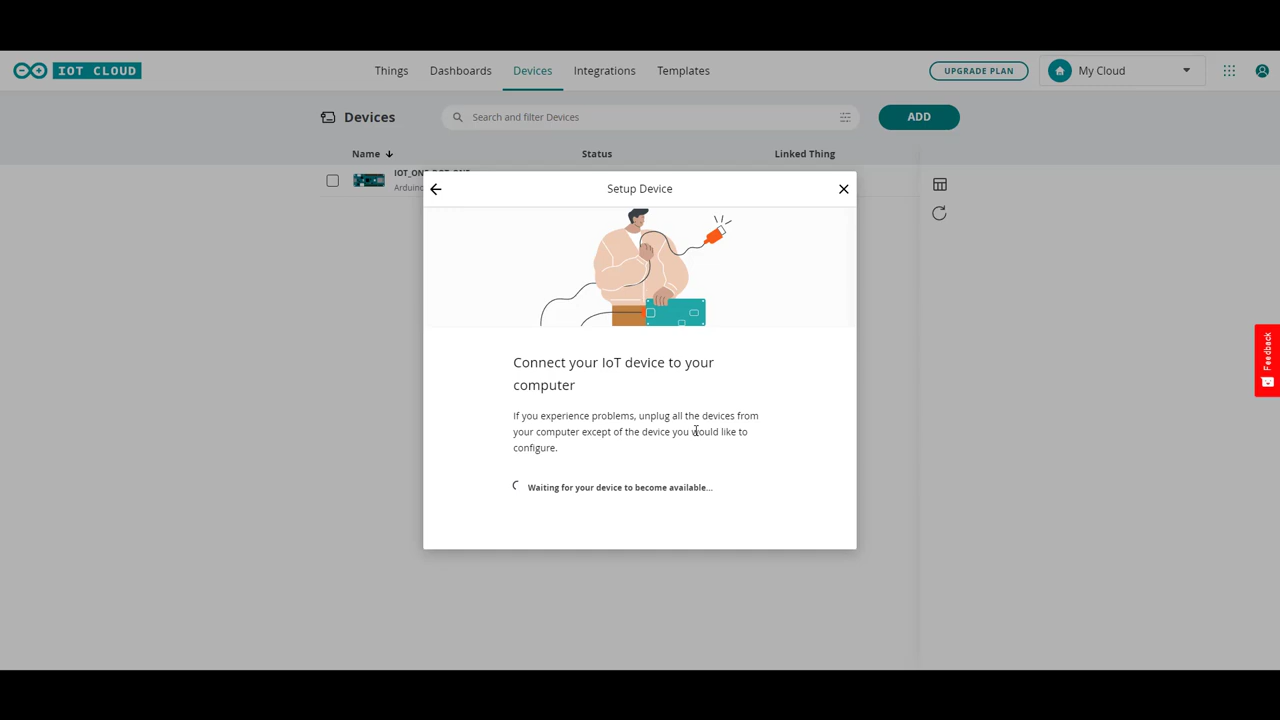 IOT CLOUD
Things
Dashboards
Devices
Integrations
Templates
UPGRADE PLAN
My Cloud
Devices
Search and filter Devices
ADD
Name
Status
Linked Thing
Arduino
Setup Device
Connect your IoT device to your
computer
If you experience problems, unplug all the devices from
your computer except of the device you would like to
configure.
Waiting for your device to become available...
Feedback